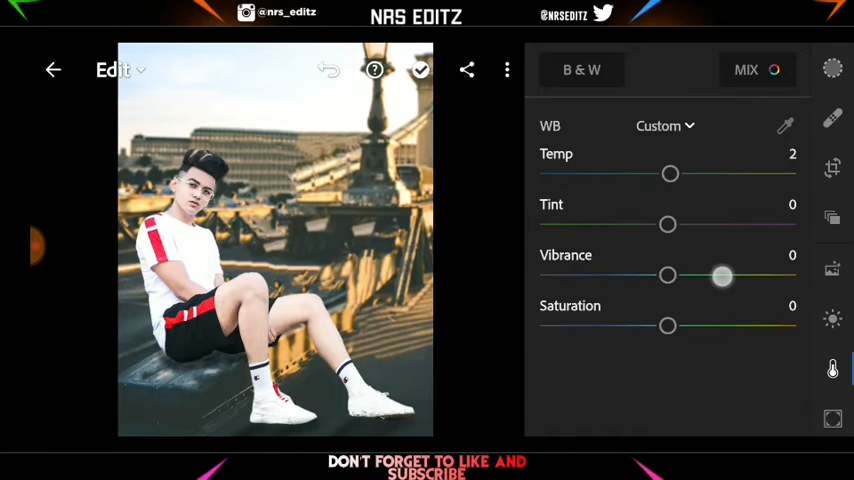 @nrs_editz
NRS EDITZ
@NRSEDITZ
Edit
?
B & W
MIX
WB
Custom
Temp
2
Tint
0
Vibrance
0
Saturation
0
DON'T FORGET TO LIKE AND
SUBSCRIBE